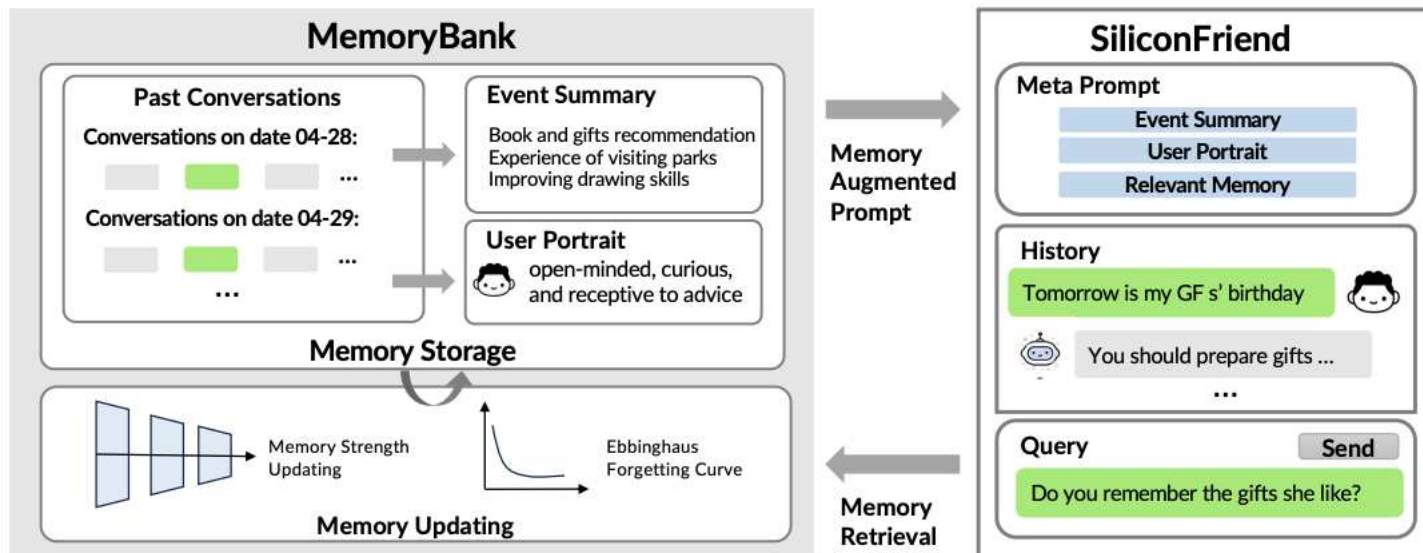 MemoryBank
Past Conversations
Conversations on date 04-28:
...
Conversations on date 04-29:
...
...
Event Summary
Book and gifts recommendation
Experience of visiting parks
Improving drawing skills
User Portrait
open-minded, curious,
and receptive to advice
Memory Storage
Memory Strength
Updating
Ebbinghaus
Forgetting Curve
Memory Updating
Memory
Augmented
Prompt
Memory
Retrieval
SiliconFriend
Meta Prompt
Event Summary
User Portrait
Relevant Memory
History
Tomorrow is my GF s’ birthday
You should prepare gifts ...
...
Query
Send
Do you remember the gifts she like?